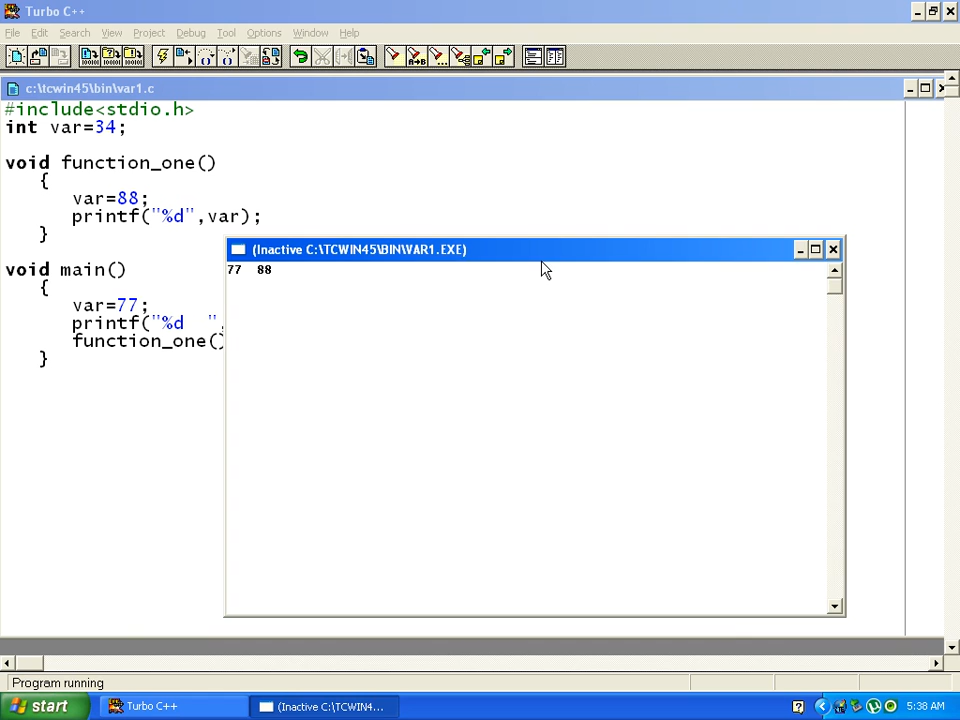 Turbo C++
File Edit Search View Project Debug Tool Options Window Help
c:\tcwin45\bin\var1.c
#include<stdio.h>
int var=34;
void function_one()
{
var=88;
printf("%d",var);
}
void main()
{
var=77;
printf("%d  ",
function_one()
}
(Inactive C:\TCWIN45\BIN\VAR1.EXE)
77  88
Program running
start
Turbo C++
(Inactive C:\TCWIN4...
5:38 AM